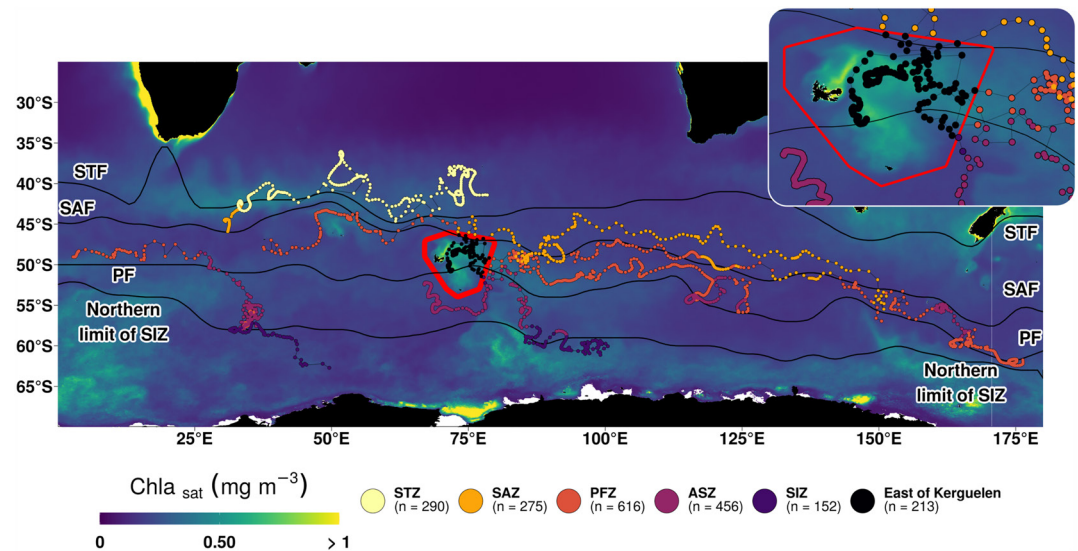 30°S
35°S
40°S
45°S
50°S
55°S
60°S
65°S
STF
SAF
PF
Northern
limit of SIZ
STF
SAF
PF
Northern
limit of SIZ
25°E
50°E
75°E
100°E
125°E
150°E
175°E
Chla sat (mg m−3)
0
0.50
> 1
STZ
(n = 290)
SAZ
(n = 275)
PFZ
(n = 616)
ASZ
(n = 456)
SIZ
(n = 152)
East of Kerguelen
(n = 213)